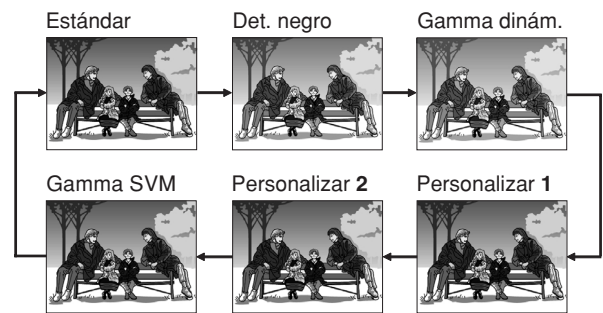 Estándar
Det. negro
Gamma dinám.
Gamma SVM
Personalizar 2
Personalizar 1